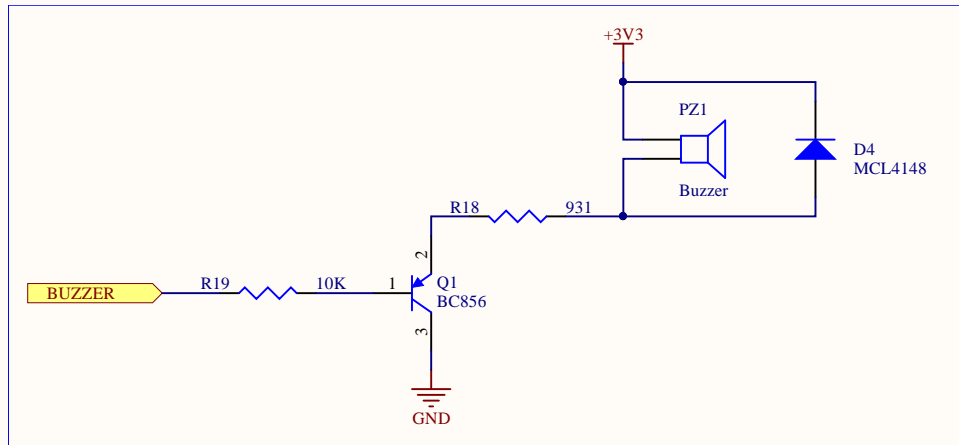 +3V3
PZ1
D4
MCL4148
Buzzer
R18
931
2
R19
10K
1
Q1
BUZZER
BC856
3
GND